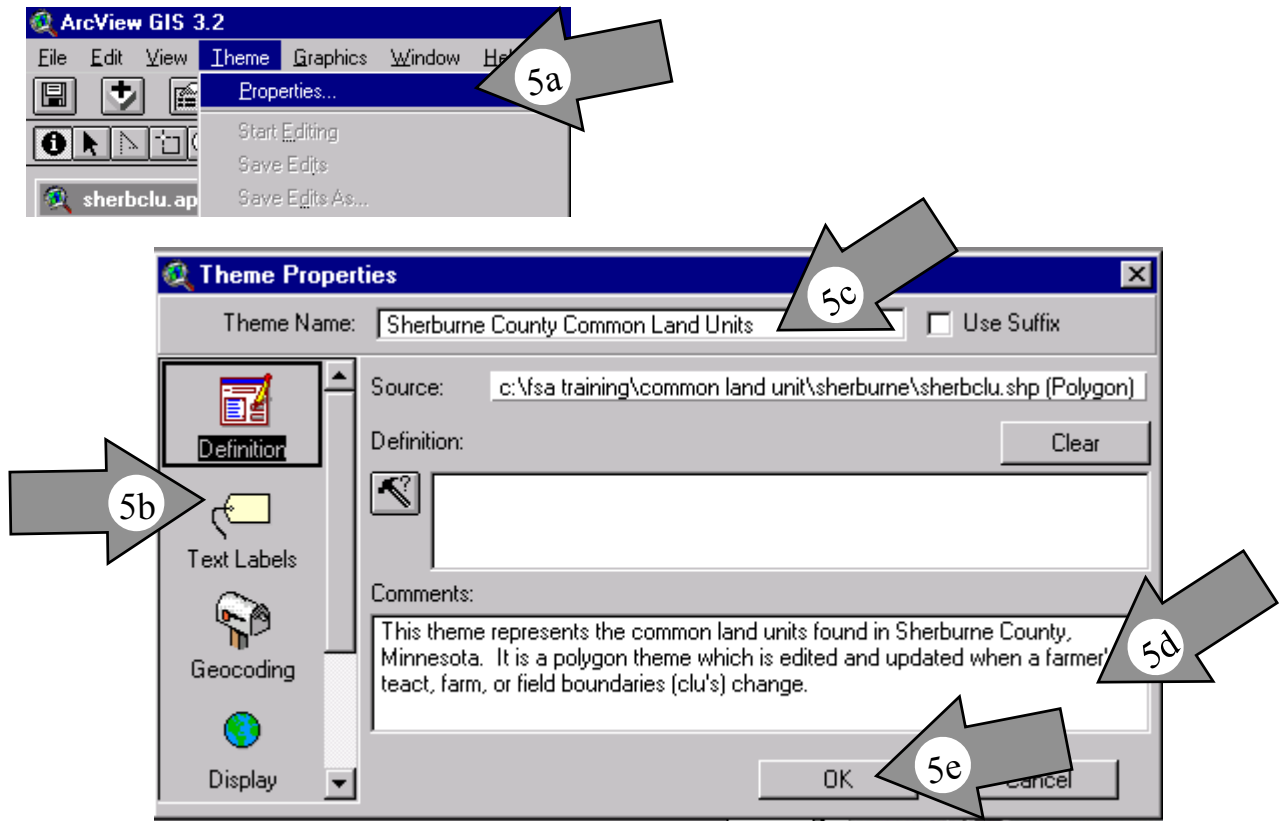 ArcView GIS 3.2
File Edit View Theme Graphics Window
5a
Properties...
Start Editing
Save Edits
sherbclu.ap
Save Edits As...
Theme Properties
5c
Theme Name: Sherburne County Common Land Units Use Suffix
Source: c:\fsa training\common land unit\sherburne\sherbclu.shp (Polygon)
Definition
Definition: Clear
5b
Text Labels
Comments:
This theme represents the common land units found in Sherburne County,
Minnesota. It is a polygon theme which is edited and updated when a farmer'
teact, farm, or field boundaries (clu's) change.
5d
Geocoding
Display
OK
5e
Cancel